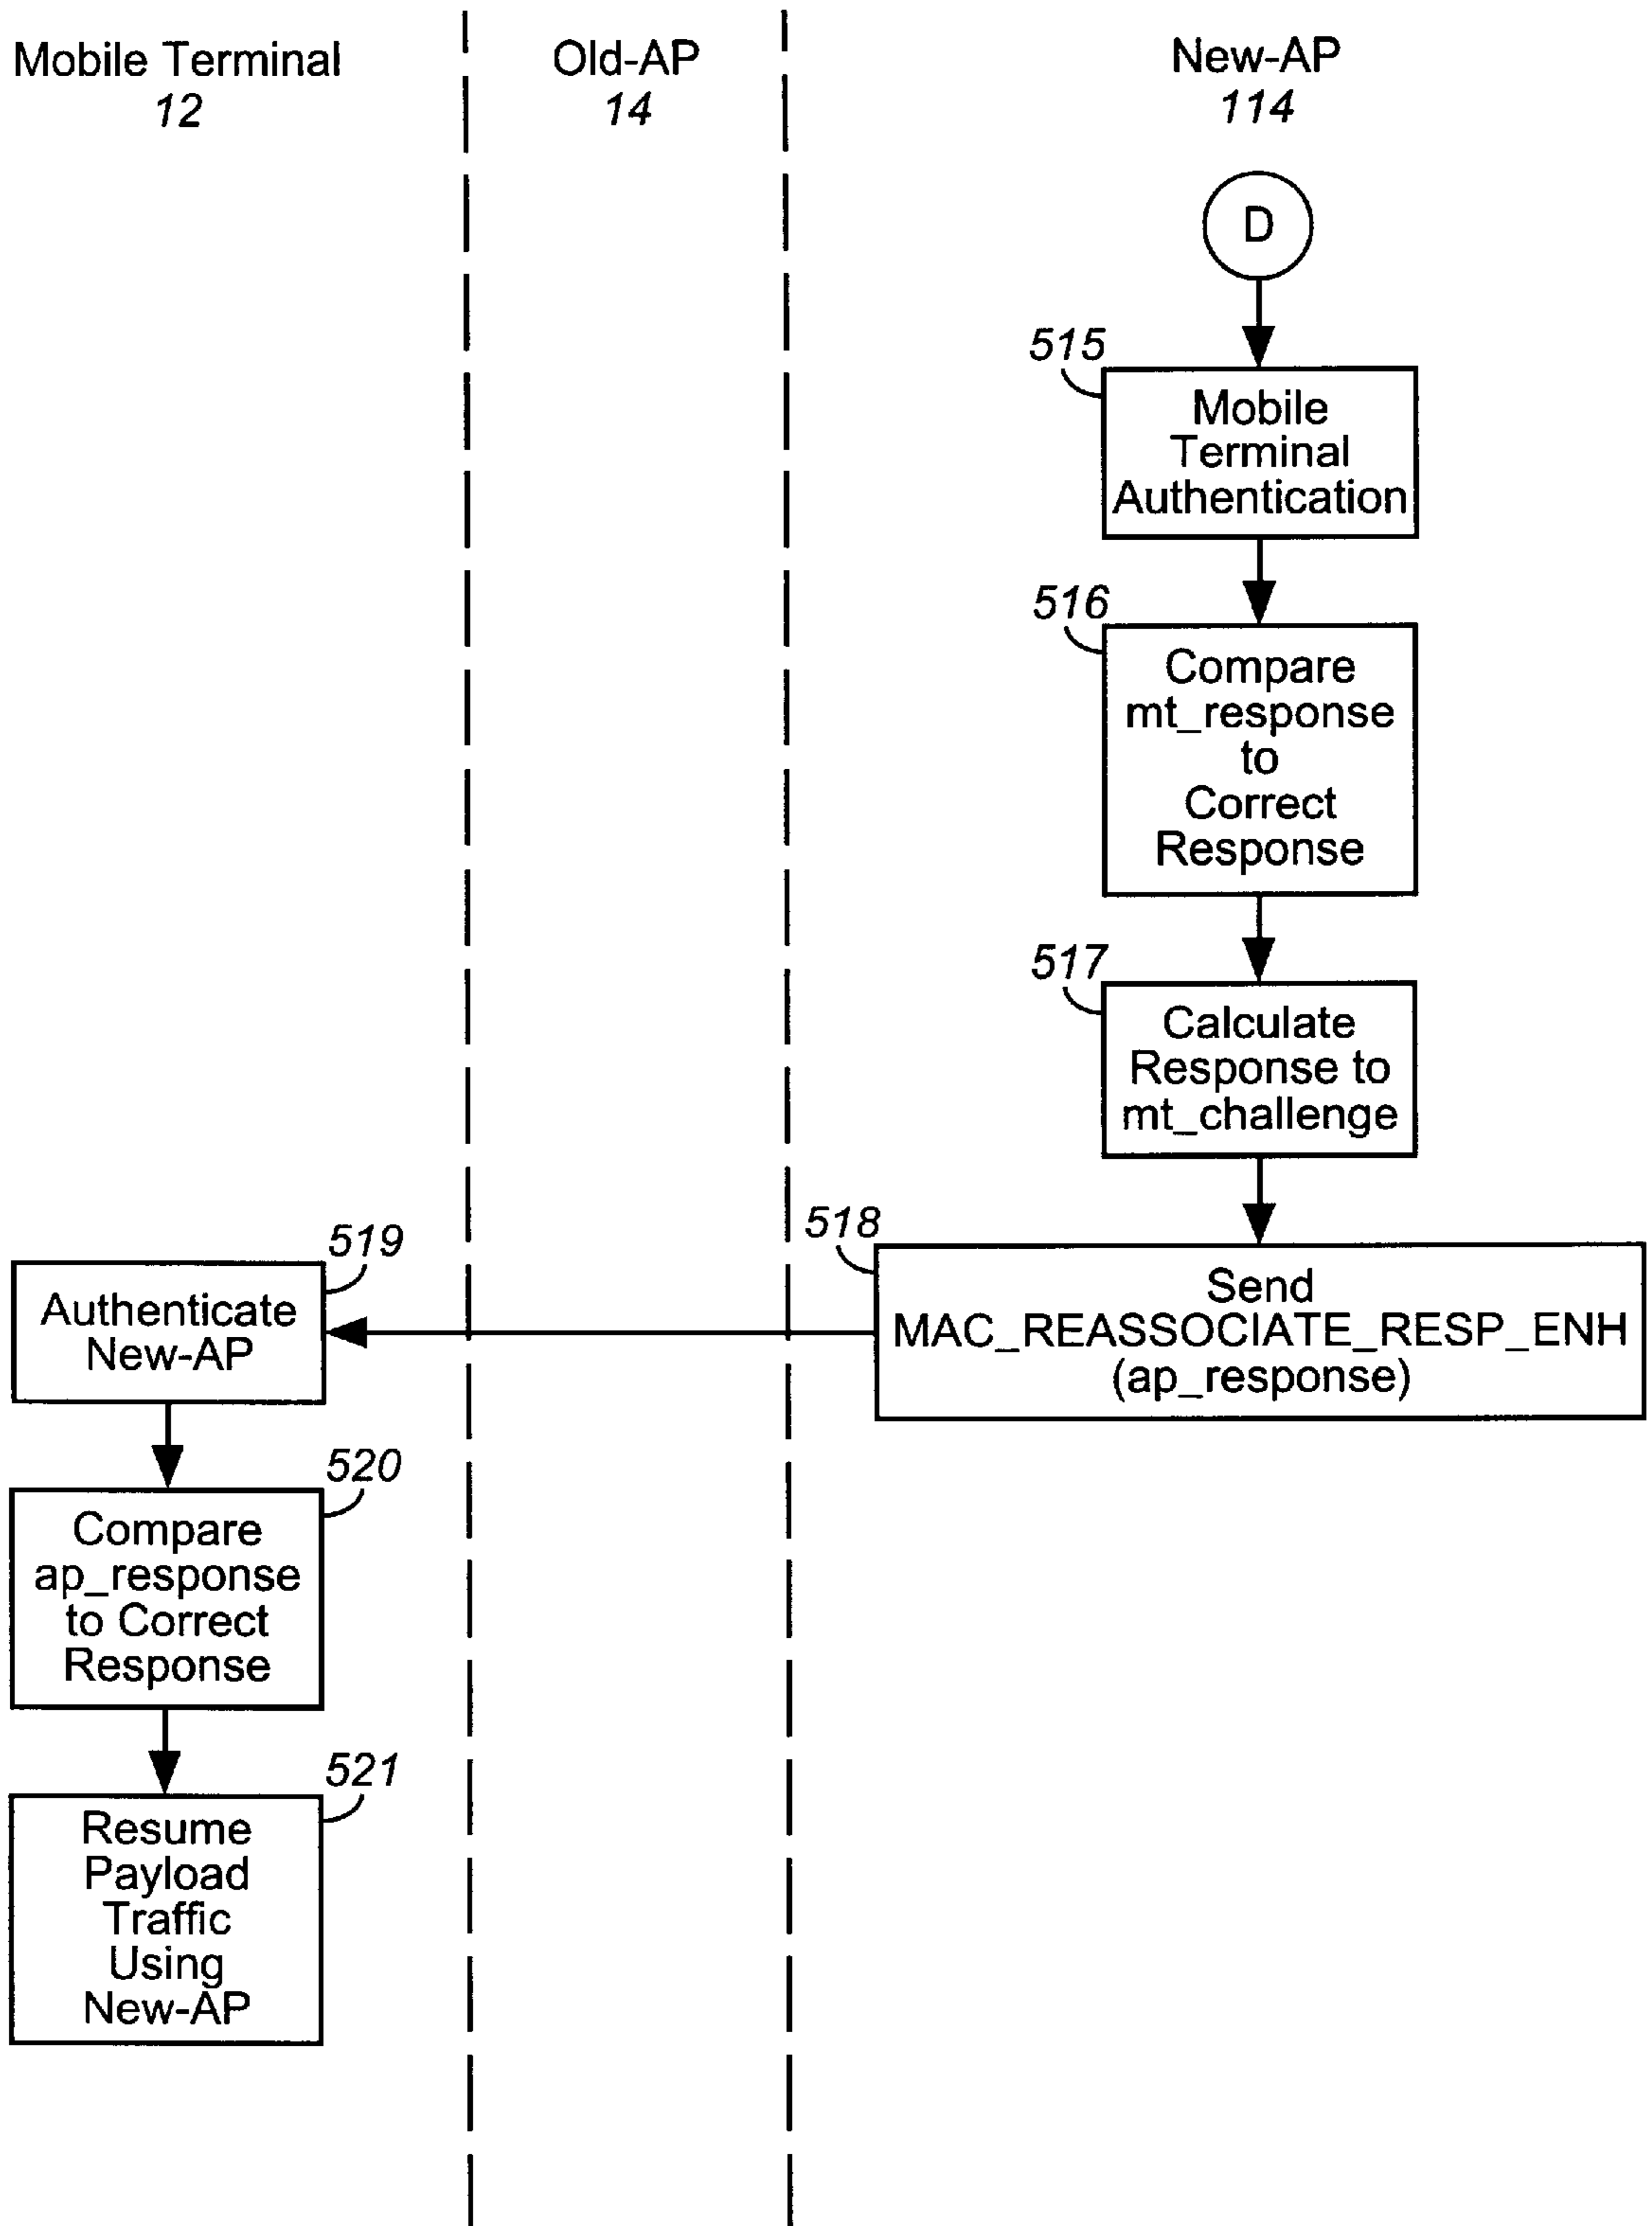 Mobile Terminal
12
Old-AP
14
New-AP
114
D
515
Mobile
Terminal
Authentication
516
Compare
mt_response
to
Correct
Response
517
Calculate
Response to
mt_challenge
518
Send
MAC_REASSOCIATE_RESP_ENH
(ap_response)
519
Authenticate
New-AP
520
Compare
ap_response
to Correct
Response
521
Resume
Payload
Traffic
Using
New-AP